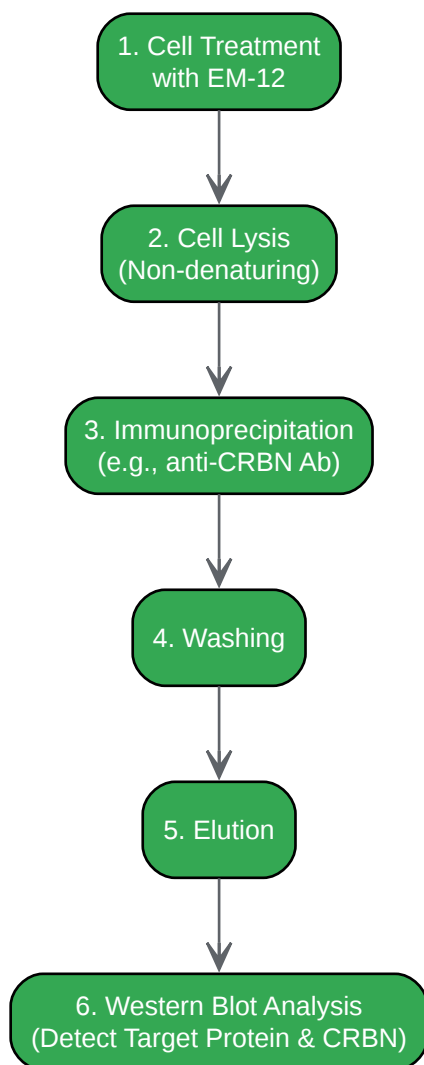 1. Cell Treatment
with EM-12
2. Cell Lysis
(Non-denaturing)
3. Immunoprecipitation
(e.g., anti-CRBN Ab)
4. Washing
5. Elution
6. Western Blot Analysis
(Detect Target Protein & CRBN)